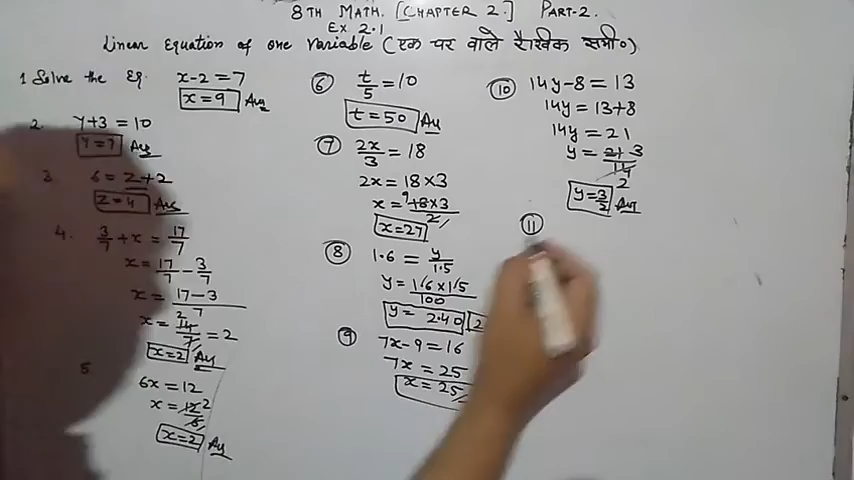 8TH MATH. [CHAPTER 2.] PART-2.
Ex 2.1
Linear Equation of one Variable (एक चर वाले रैखिक समी०)
1 Solve the Eq. x-2=7
x=9 Ans
2. y+3=10
y=7 Ans
3. 6=z+2
z=4 Ans
4. 3/7 + x = 17/7
x = 17/7 - 3/7
x = 17-3/7
x = 14/7 = 2
x=2 Ans
5.
6x=12
x = 12/6 2
x=2 Ans
⑥ t/5 = 10
t=50 Ans
⑦ 2x/3 = 18
2x = 18×3
x = 9 18×3/2
x=27
⑧ 1.6 = y/1.5
y = 16×15/100
y = 2.40
⑨ 7x-9=16
7x=25
x=25
⑩ 14y-8=13
14y=13+8
14y=21
y = 21 3/14 2
y=3/2 Ans
⑪